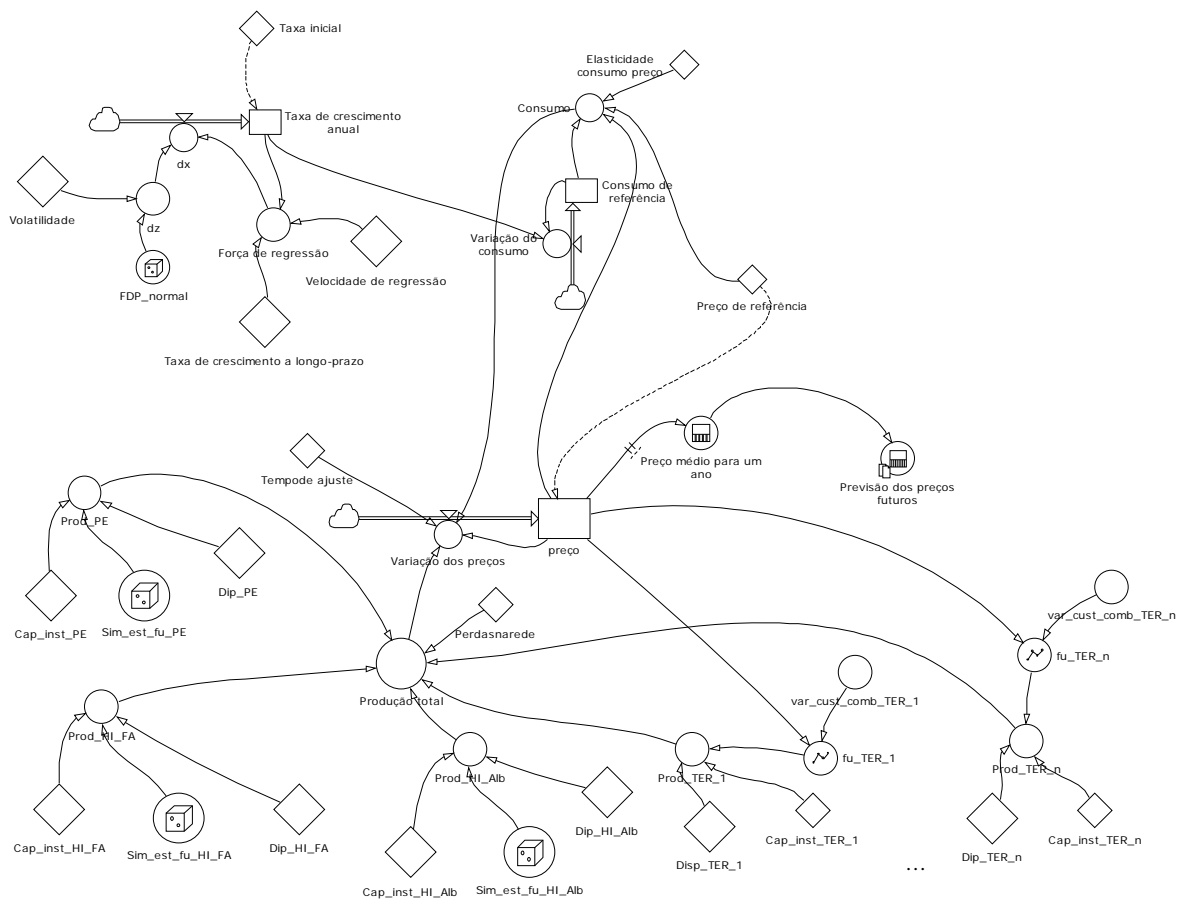 Taxa inicial
Elasticidade
consumo preço
Consumo
Taxa de crescimento
anual
dx
Consumo de
referência
Volatilidade
dz
Variação do
consumo
Força de regressão
Velocidade de regressão
FDP_normal
Preço de referência
Taxa de crescimento a longo-prazo
Preço médio para um
ano
Tempode ajuste
Previsão dos preços
futuros
Prod_PE
preço
Variação dos preços
Dip_PE
Cap_inst_PE
Sim_est_fu_PE
Perdasnarede
var_cust_comb_TER_n
fu_TER_n
Produção total
var_cust_comb_TER_1
Prod_HI_FA
fu_TER_1
Prod_HI_Alb
Prod_TER_1
Prod_TER_n
Cap_inst_HI_FA
Sim_est_fu_HI_FA
Dip_HI_FA
Dip_HI_Alb
Cap_inst_TER_1
Cap_inst_TER_n
Disp_TER_1
Dip_TER_n
Cap_inst_HI_Alb
Sim_est_fu_HI_Alb
...